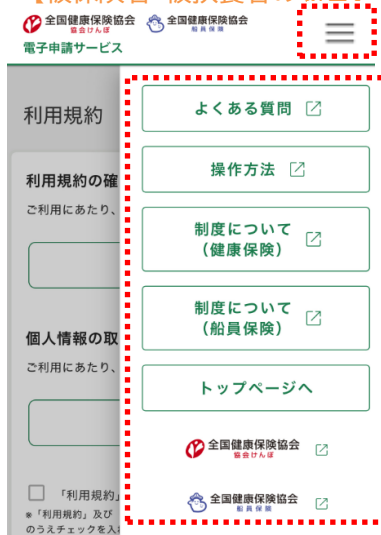 全国健康保険協会
協会けんぽ
全国健康保険協会
船員保険
電子申請サービス
利用規約
利用規約の確
ご利用にあたり、
個人情報の取
ご利用にあたり、
「利用規約」
※「利用規約」及び
のうえチェックを入れ
よくある質問
操作方法
制度について
(健康保険)
制度について
(船員保険)
トップページへ
全国健康保険協会
協会けんぽ
全国健康保険協会
船員保険